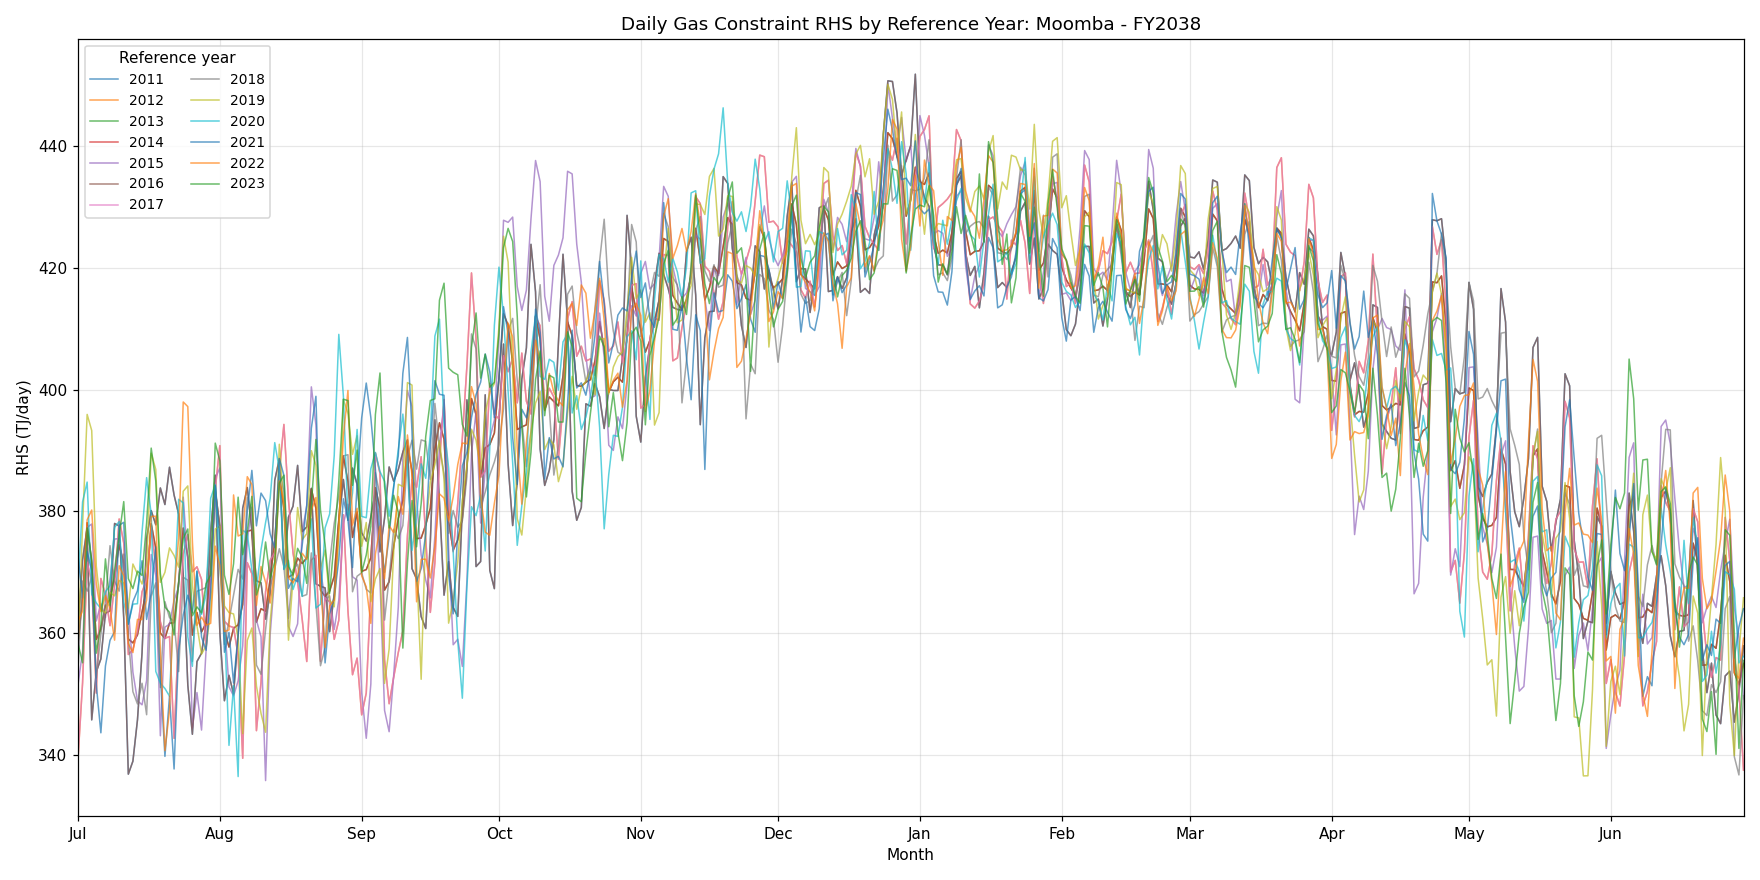 Daily Gas Constraint RHS by Reference Year: Moomba - FY2038
Reference year
2011 2018
2012 2019
2013 2020
2014 2021
2015 2022
2016 2023
2017
440
420
400
380
360
340
RHS (TJ/day)
Jul Aug Sep Oct Nov Dec Jan Feb Mar Apr May Jun
Month